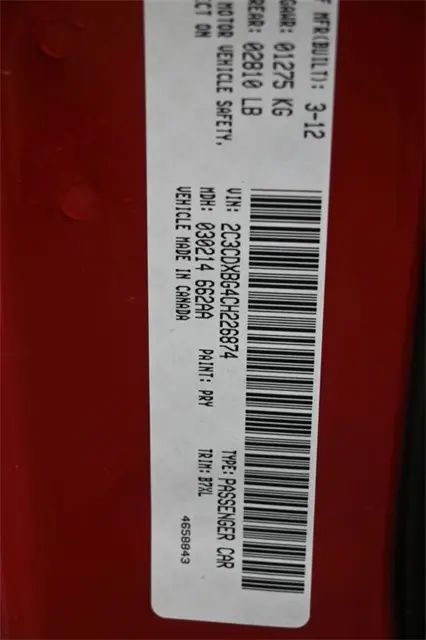 F MFR(BUILT): 3-12
GAWR: 01275 KG
REAR: 02810 LB
MOTOR VEHICLE SAFETY,
ECT ON
VIN: 2C3CDXBG4CH226874 TYPE: PASSENGER CAR
MDH: 030214 662AA PAINT: PRY TRIM: B7XL
VEHICLE MADE IN CANADA
4658843